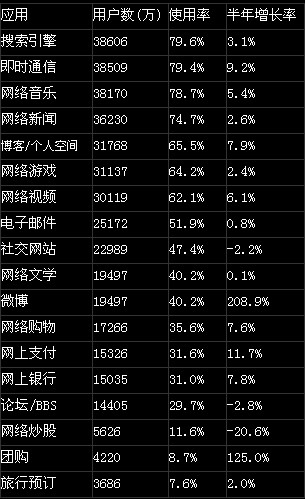 应用 用户数(万) 使用率 半年增长率
搜索引擎 38606 79.6% 3.1%
即时通信 38509 79.4% 9.2%
网络音乐 38170 78.7% 5.4%
网络新闻 36230 74.7% 2.6%
博客/个人空间 31768 65.5% 7.9%
网络游戏 31137 64.2% 2.4%
网络视频 30119 62.1% 6.1%
电子邮件 25172 51.9% 0.8%
社交网站 22989 47.4% -2.2%
网络文学 19497 40.2% 0.1%
微博 19497 40.2% 208.9%
网络购物 17266 35.6% 7.6%
网上支付 15326 31.6% 11.7%
网上银行 15035 31.0% 7.8%
论坛/BBS 14405 29.7% -2.8%
网络炒股 5626 11.6% -20.6%
团购 4220 8.7% 125.0%
旅行预订 3686 7.6% 2.0%